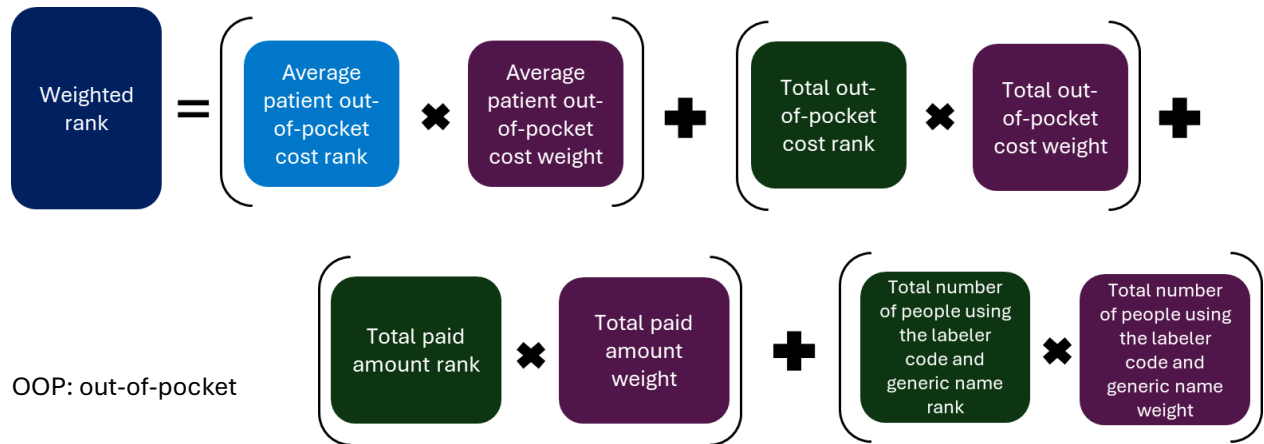 Weighted
rank
=
Average
patient out-
of-pocket
cost rank
×
Average
patient out-
of-pocket
cost weight
+
Total out-
of-pocket
cost rank
×
Total out-
of-pocket
cost weight
+
Total paid
amount rank
×
Total paid
amount
weight
+
Total number
of people using
the labeler
code and
generic name
rank
×
Total number
of people using
the labeler
code and
generic name
weight
OOP: out-of-pocket